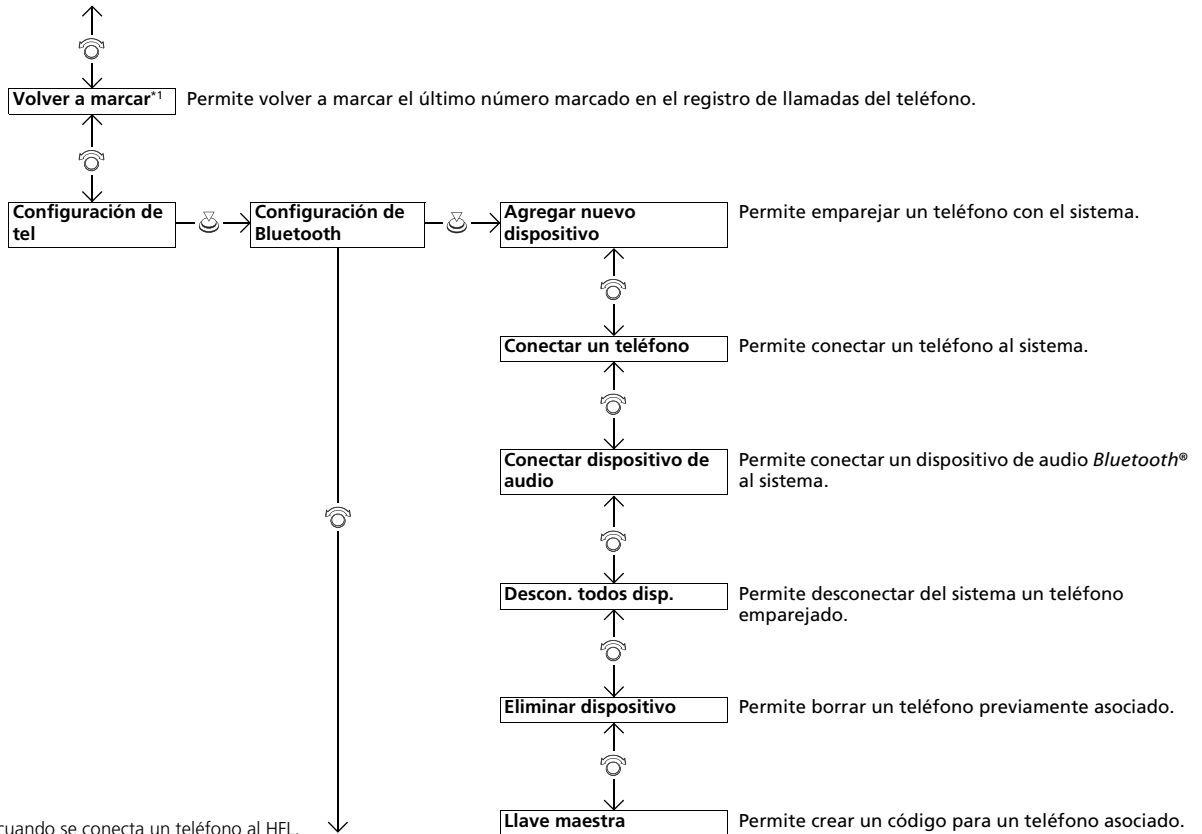 Volver a marcar*1
Permite volver a marcar el último número marcado en el registro de llamadas del teléfono.
Configuración de
tel
Configuración de
Bluetooth
Agregar nuevo
dispositivo
Permite emparejar un teléfono con el sistema.
Conectar un teléfono
Permite conectar un teléfono al sistema.
Conectar dispositivo de
audio
Permite conectar un dispositivo de audio Bluetooth®
al sistema.
Descon. todos disp.
Permite desconectar del sistema un teléfono
emparejado.
Eliminar dispositivo
Permite borrar un teléfono previamente asociado.
Llave maestra
Permite crear un código para un teléfono asociado.
cuando se conecta un teléfono al HFL.